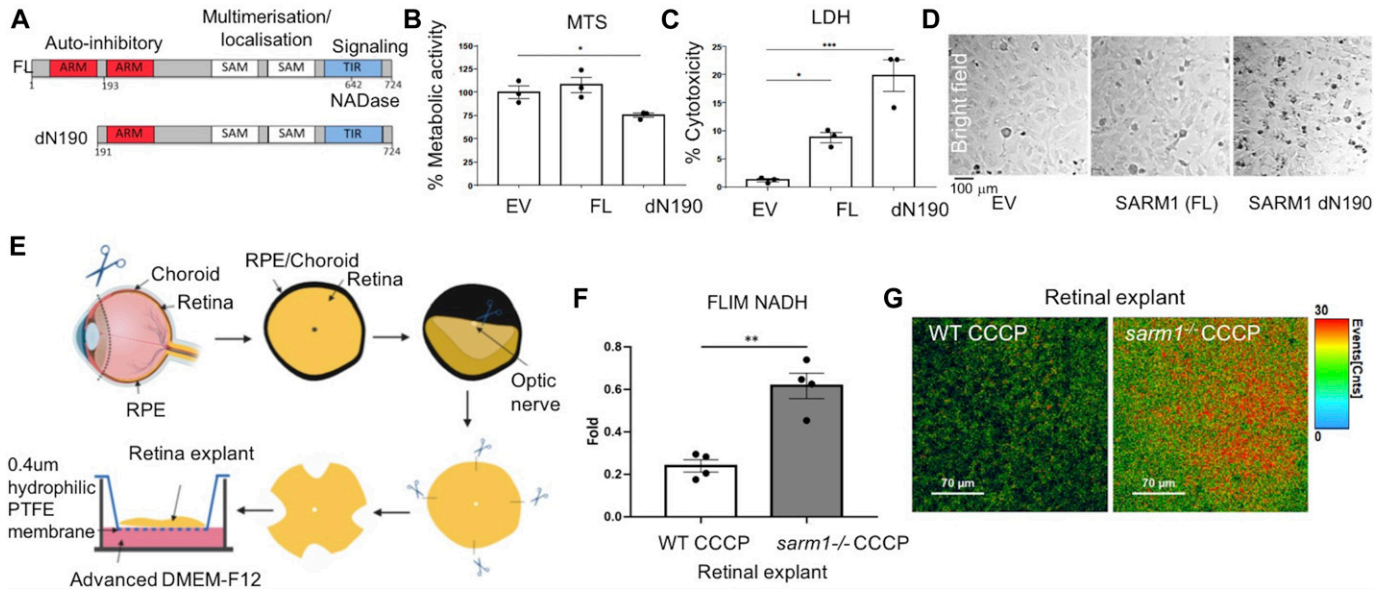 A
Multimerisation/
Auto-inhibitory
localisation
Signaling
FL
ARM
ARM
SAM
SAM
TIR
1
193
642
724
NADase
dN190
ARM
SAM
SAM
TIR
191
724
B
MTS
% Metabolic activity
125
100
75
50
25
0
*
EV
FL
dN190
C
LDH
% Cytotoxicity
25
20
15
10
5
0
***
*
EV
FL
dN190
D
Bright field
100 µm
EV
SARM1 (FL)
SARM1 dN190
E
Choroid
Retina
RPE
RPE/Choroid
Retina
Optic
nerve
Retina explant
0.4um
hydrophilic
PTFE
membrane
Advanced DMEM-F12
F
FLIM NADH
**
Fold
0.8
0.6
0.4
0.2
0.0
WT CCCP
sarm1-/- CCCP
Retinal explant
G
Retinal explant
WT CCCP
70 µm
sarm1-/- CCCP
70 µm
30
Events[Cnts]
0